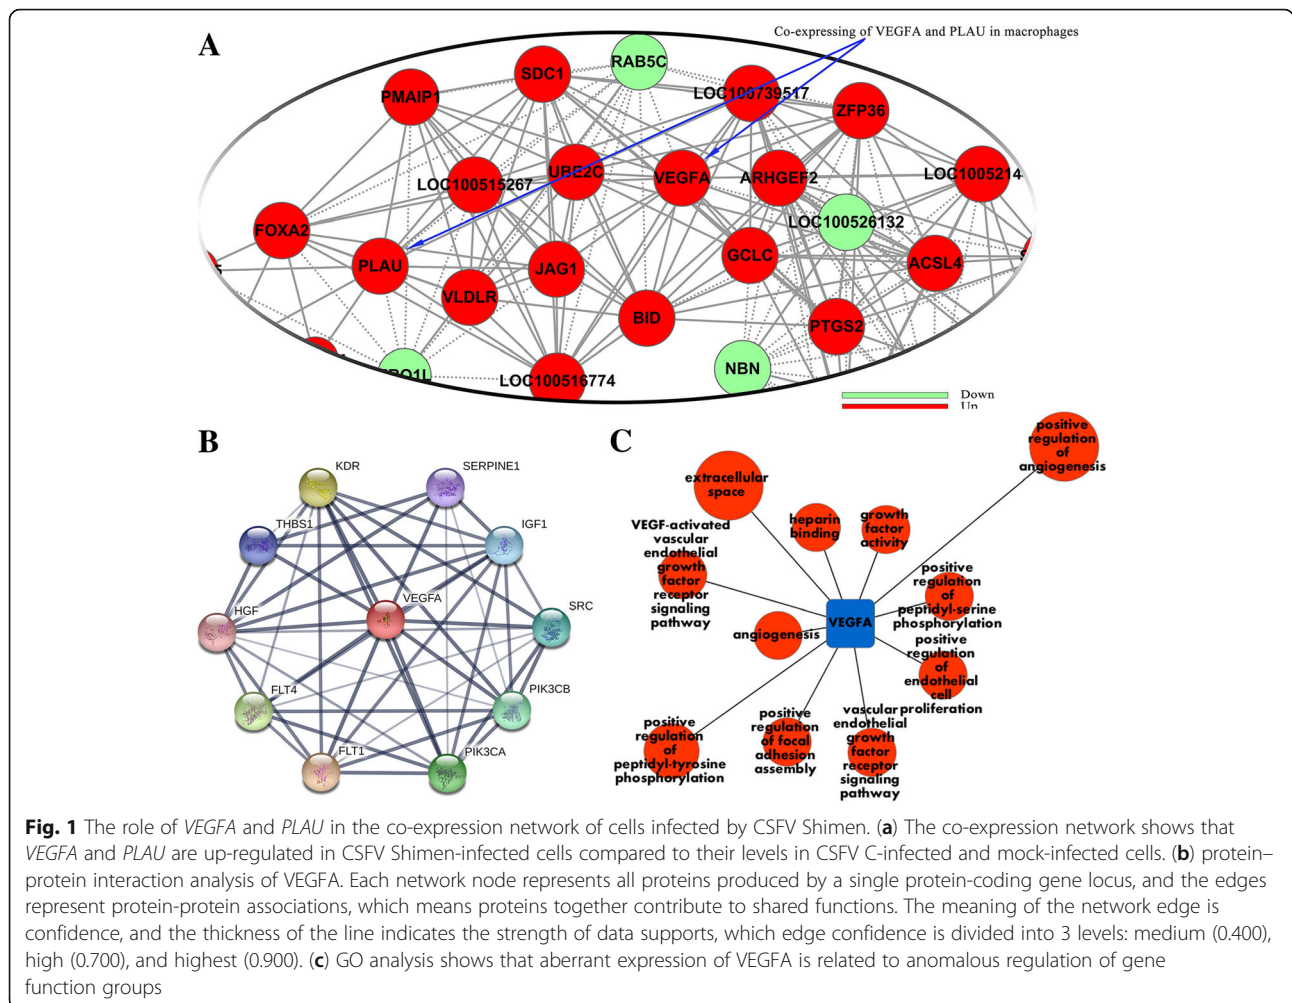 A
Co-expressing of VEGFA and PLAU in macrophages
RAB5C
SDC1
PMAIP1
LOC100739517
ZFP36
LOC100515267
UBE2C
VEGFA
ARHGEF2
LOC1005214
FOXA2
LOC100526132
PLAU
JAG1
GCLC
ACSL4
VLDLR
BID
PTGS2
NBN
LOC100516774
Down
Up
B
KDR
SERPINE1
THBS1
IGF1
HGF
VEGFA
SRC
FLT4
PIK3CB
FLT1
PIK3CA
C
positive
regulation
of
angiogenesis
extracellular
space
VEGF-activated
vascular
endothelial
growth
factor
receptor
signaling
pathway
heparin
binding
growth
factor
activity
positive
regulation
of
peptidyl-serine
phosphorylation
VEGFA
angiogenesis
positive
regulation
of
endothelial
cell
proliferation
positive
regulation
of
peptidyl-tyrosine
phosphorylation
positive
regulation
of focal
adhesion
assembly
vascular
endothelial
growth
factor
receptor
signaling
pathway
Fig. 1 The role of VEGFA and PLAU in the co-expression network of cells infected by CSFV Shimen. (a) The co-expression network shows that
VEGFA and PLAU are up-regulated in CSFV Shimen-infected cells compared to their levels in CSFV C-infected and mock-infected cells. (b) protein–
protein interaction analysis of VEGFA. Each network node represents all proteins produced by a single protein-coding gene locus, and the edges
represent protein-protein associations, which means proteins together contribute to shared functions. The meaning of the network edge is
confidence, and the thickness of the line indicates the strength of data supports, which edge confidence is divided into 3 levels: medium (0.400),
high (0.700), and highest (0.900). (c) GO analysis shows that aberrant expression of VEGFA is related to anomalous regulation of gene
function groups